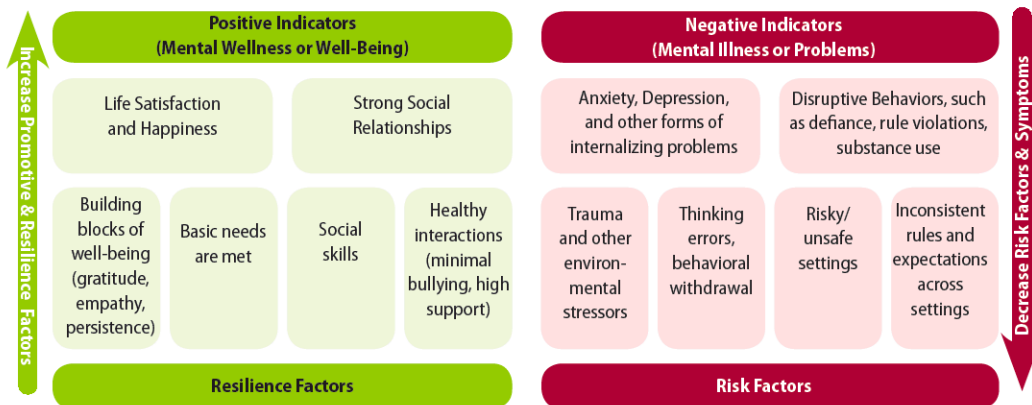 Increase Promotive & Resilience Factors
Positive Indicators
(Mental Wellness or Well-Being)
Life Satisfaction
and Happiness
Strong Social
Relationships
Building
blocks of
well-being
(gratitude,
empathy,
persistence)
Basic needs
are met
Social
skills
Healthy
interactions
(minimal
bullying, high
support)
Resilience Factors
Negative Indicators
(Mental Illness or Problems)
Anxiety, Depression,
and other forms of
internalizing problems
Disruptive Behaviors, such
as defiance, rule violations,
substance use
Trauma
and other
environ-
mental
stressors
Thinking
errors,
behavioral
withdrawal
Risky/
unsafe
settings
Inconsistent
rules and
expectations
across
settings
Risk Factors
Decrease Risk Factors & Symptoms